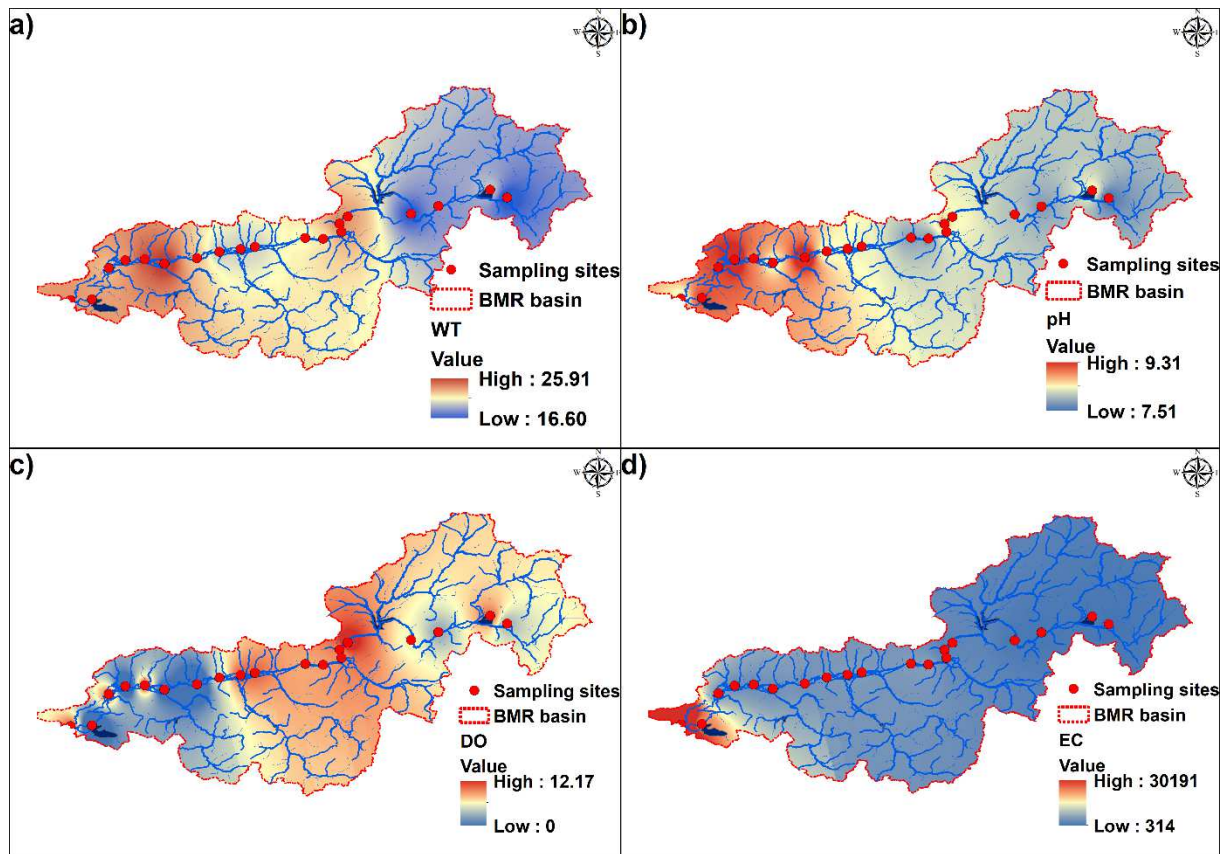 a)
N
W E
S
Sampling sites
BMR basin
WT
Value
High : 25.91
Low : 16.60
b)
N
W E
S
Sampling sites
BMR basin
pH
Value
High : 9.31
Low : 7.51
c)
N
W E
S
Sampling sites
BMR basin
DO
Value
High : 12.17
Low : 0
d)
N
W E
S
Sampling sites
BMR basin
EC
Value
High : 30191
Low : 314